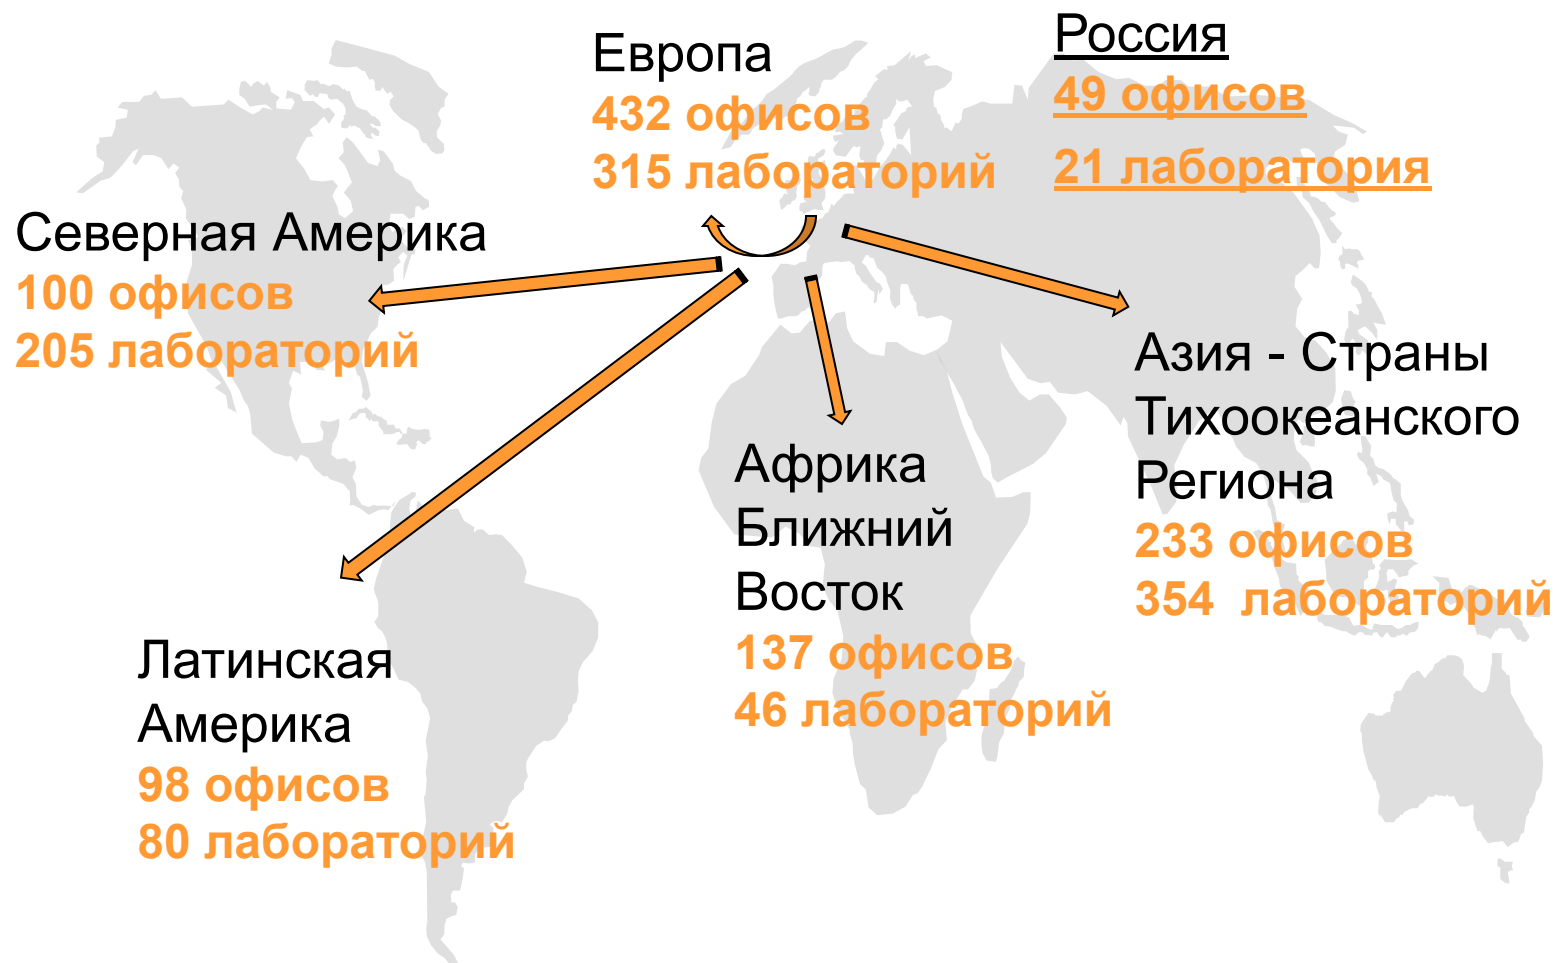 Европа
432 офисов
315 лабораторий
Россия
49 офисов
21 лаборатория
Северная Америка
100 офисов
205 лабораторий
Азия - Страны
Тихоокеанского
Региона
233 офисов
354  лабораторий
Африка
Ближний
Восток
137 офисов
46 лабораторий
Латинская
Америка
98 офисов
80 лабораторий